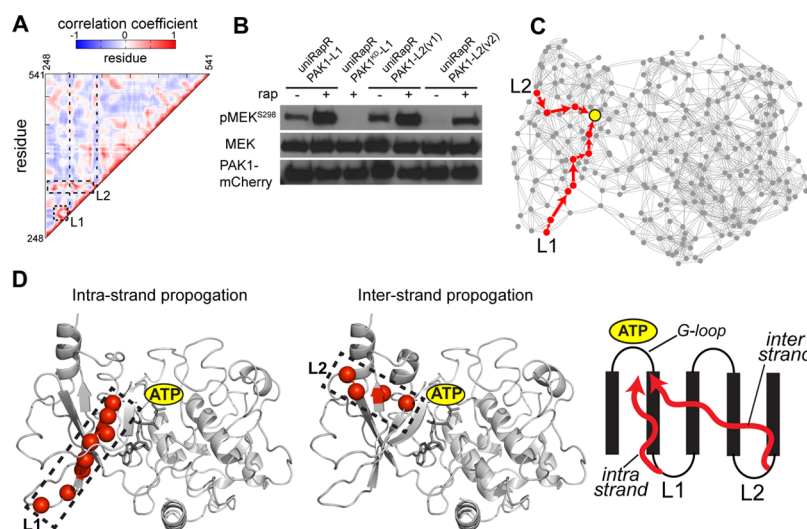 A
correlation coefficient
-1 0 1
residue
248
541
541
residue
248
L2
L1
B
uniRapR
PAK1-L1
uniRapR
PAK1KD-L1
uniRapR
PAK1-L2(v1)
uniRapR
PAK1-L2(v2)
rap - + + - + - +
pMEKS298
MEK
PAK1-
mCherry
C
L2
L1
D
Intra-strand propogation
ATP
L1
Inter-strand propogation
L2
ATP
ATP
G-loop
inter
strand
intra
strand
L1
L2